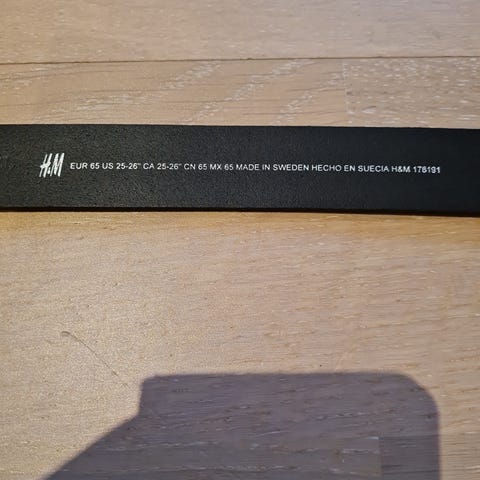 H&M EUR 65 US 25-26" CA 25-26" CN 65 MX 65 MADE IN SWEDEN HECHO EN SUECIA H&M 178191